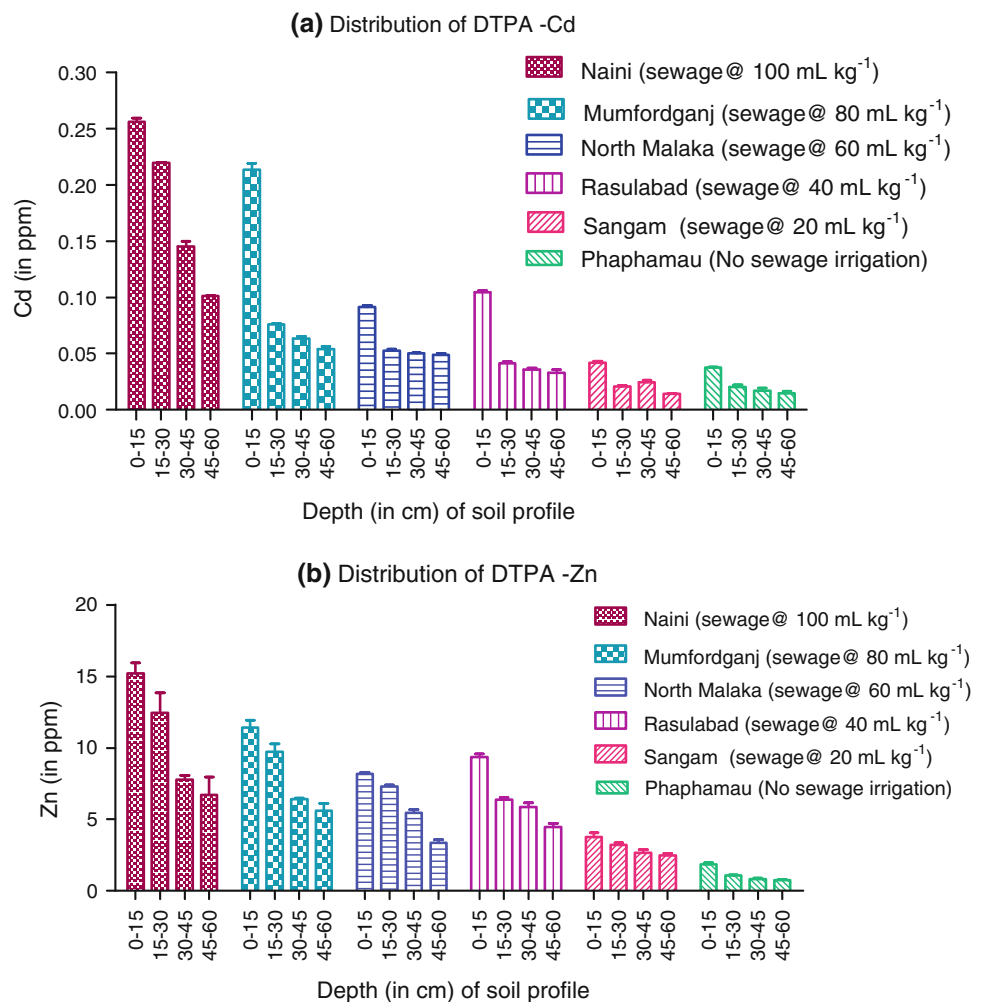 (a) Distribution of DTPA -Cd
0.30
0.25
0.20
0.15
0.10
0.05
0.00
Cd (in ppm)
Naini (sewage@ 100 mL kg⁻¹)
Mumfordganj (sewage@ 80 mL kg⁻¹)
North Malaka (sewage@ 60 mL kg⁻¹)
Rasulabad (sewage@ 40 mL kg⁻¹)
Sangam (sewage@ 20 mL kg⁻¹)
Phaphamau (No sewage irrigation)
0-15 15-30 30-45 45-60 0-15 15-30 30-45 45-60 0-15 15-30 30-45 45-60 0-15 15-30 30-45 45-60 0-15 15-30 30-45 45-60 0-15 15-30 30-45 45-60
Depth (in cm) of soil profile
(b) Distribution of DTPA -Zn
20
15
10
5
0
Zn (in ppm)
Naini (sewage@ 100 mL kg⁻¹)
Mumfordganj (sewage@ 80 mL kg⁻¹)
North Malaka (sewage@ 60 mL kg⁻¹)
Rasulabad (sewage@ 40 mL kg⁻¹)
Sangam (sewage@ 20 mL kg⁻¹)
Phaphamau (No sewage irrigation)
0-15 15-30 30-45 45-60 0-15 15-30 30-45 45-60 0-15 15-30 30-45 45-60 0-15 15-30 30-45 45-60 0-15 15-30 30-45 45-60 0-15 15-30 30-45 45-60
Depth (in cm) of soil profile